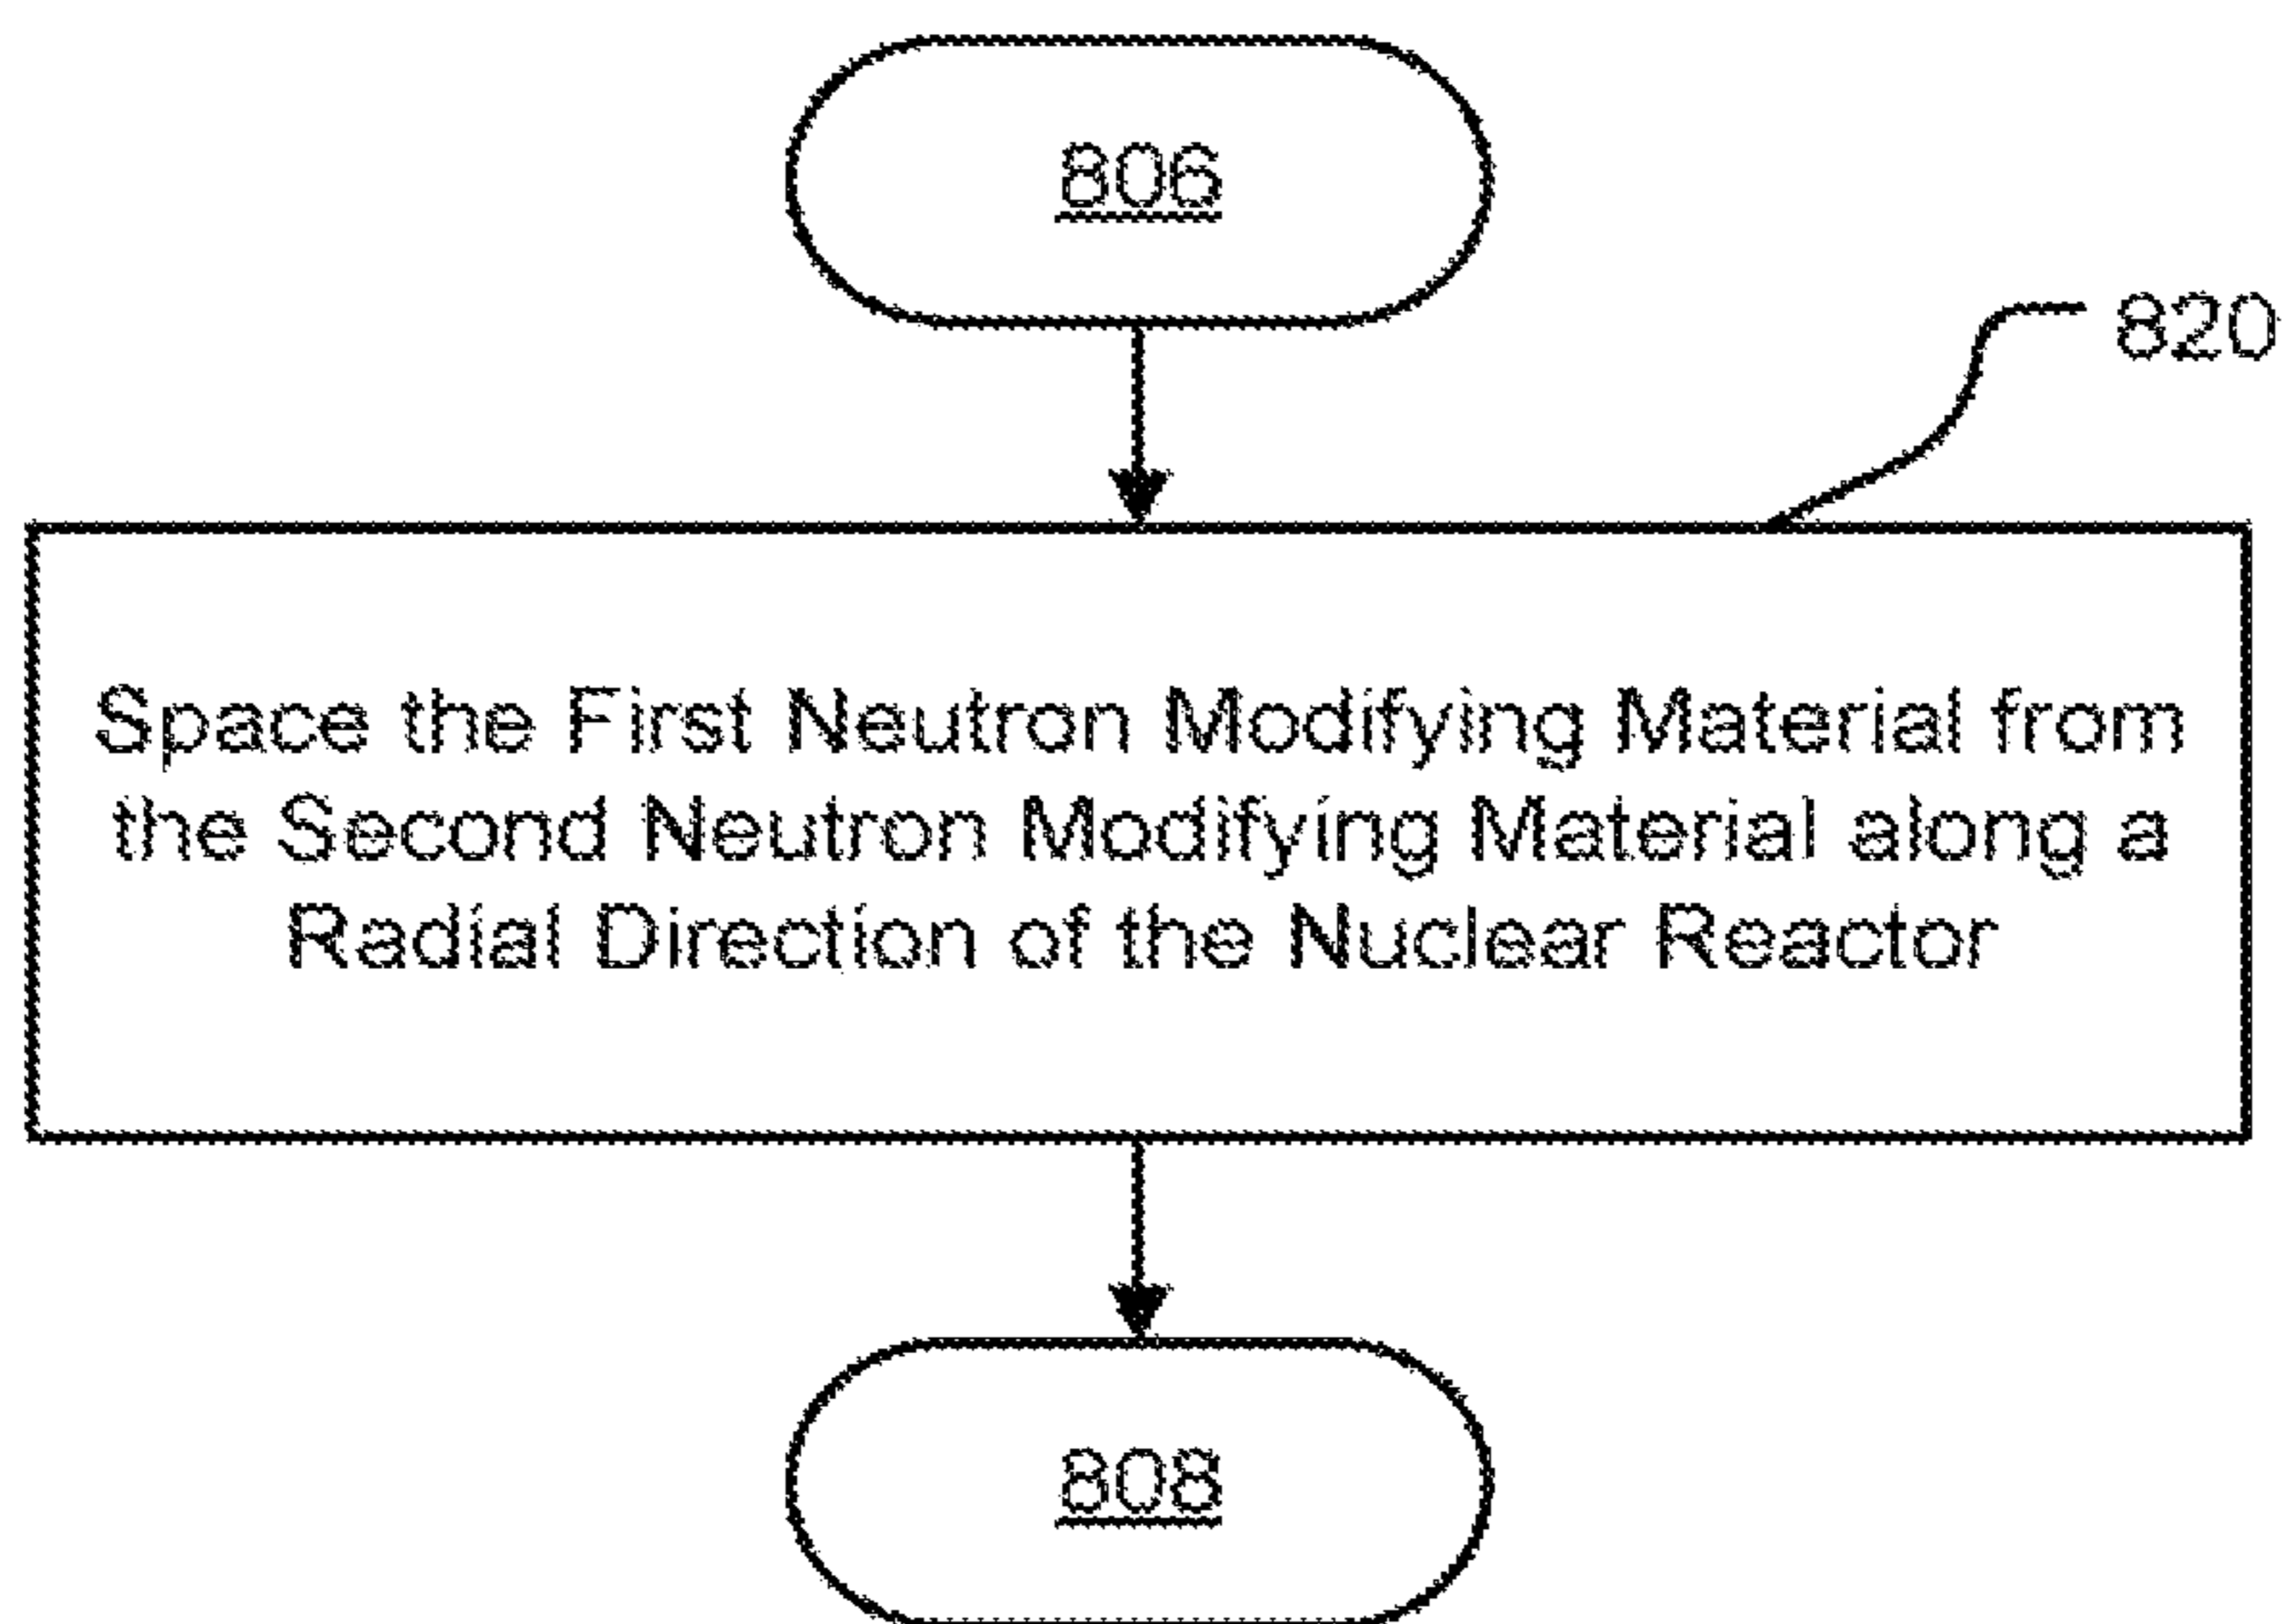 806
820
Space the First Neutron Modifying Material from
the Second Neutron Modifying Material along a
Radial Direction of the Nuclear Reactor
808